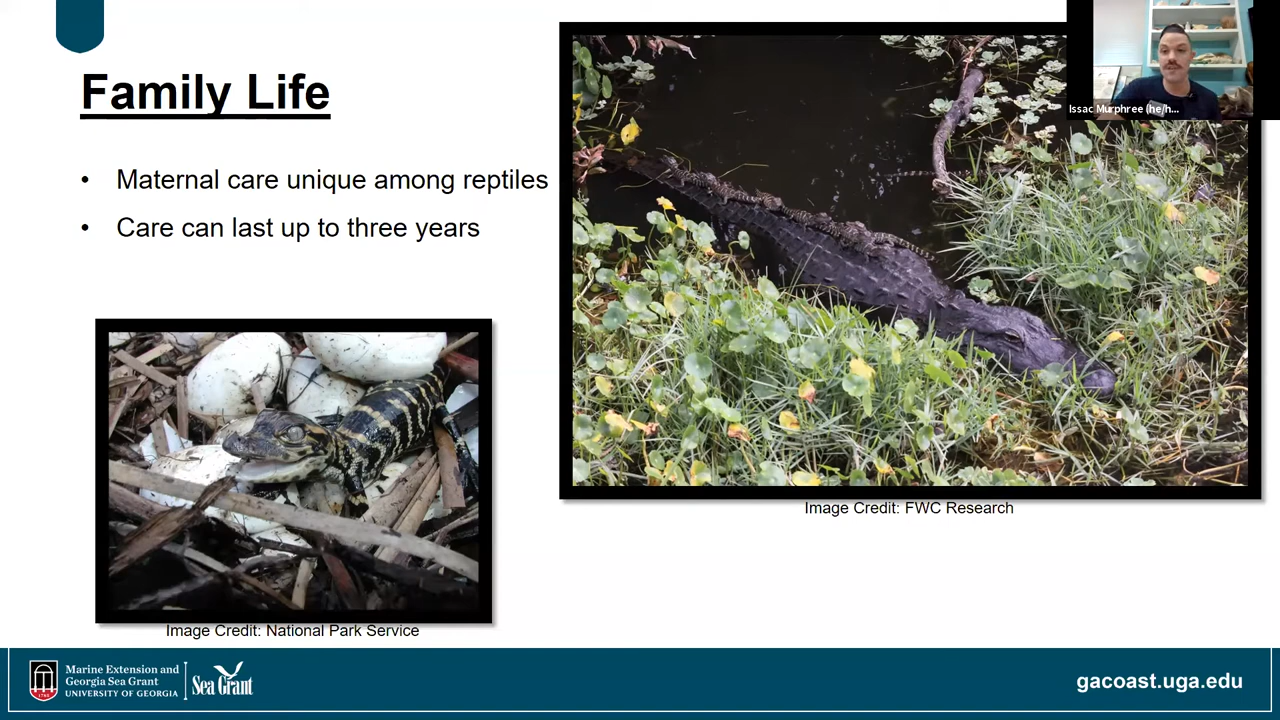 Family Life
• Maternal care unique among reptiles
• Care can last up to three years
Issac Murphree (he/h...
Image Credit: FWC Research
Image Credit: National Park Service
1785
Marine Extension and
Georgia Sea Grant
UNIVERSITY OF GEORGIA
Sea Grant
gacoast.uga.edu